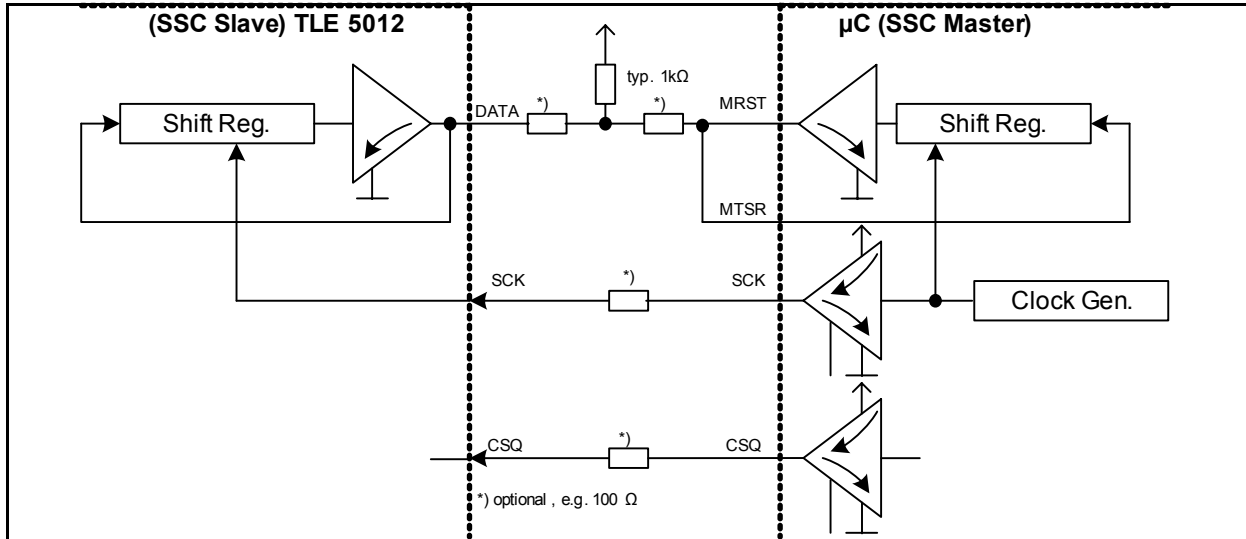 (SSC Slave) TLE 5012
µC (SSC Master)
typ. 1kΩ
*)
*)
DATA
MRST
Shift Reg.
Shift Reg.
MTSR
SCK
*)
SCK
Clock Gen.
CSQ
*)
CSQ
*) optional , e.g. 100 Ω